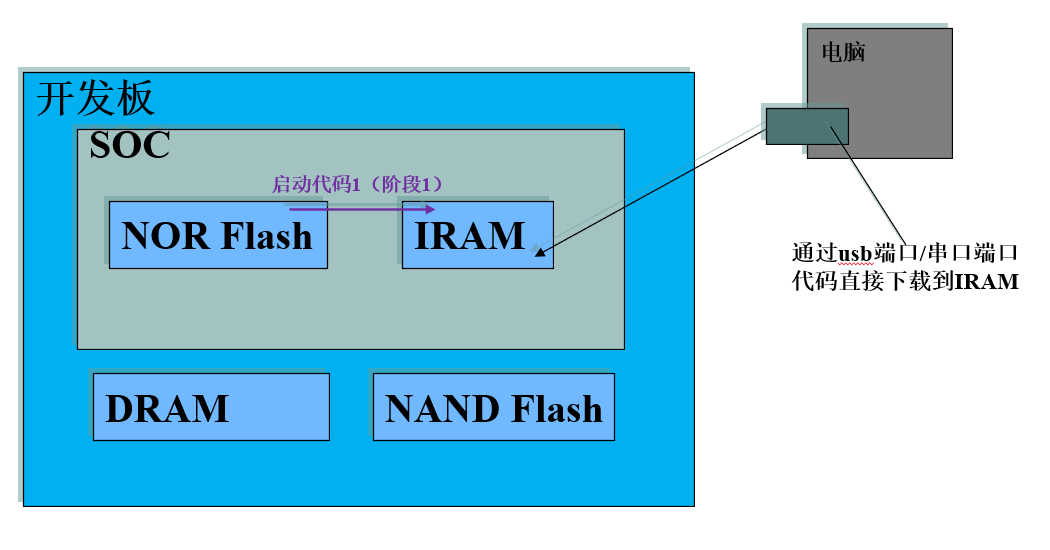 电脑
开发板
SOC
启动代码1（阶段1）
NOR Flash
IRAM
通过usb端口/串口端口
代码直接下载到IRAM
DRAM
NAND Flash